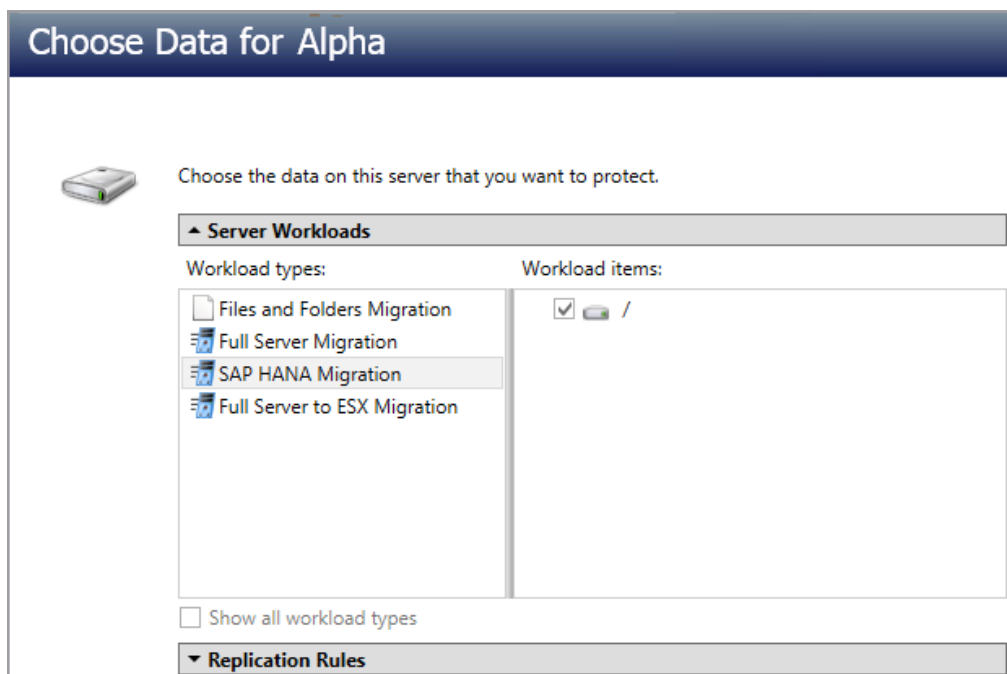 Choose Data for Alpha
Choose the data on this server that you want to protect.
Server Workloads
Workload types:
Workload items:
Files and Folders Migration
/
Full Server Migration
SAP HANA Migration
Full Server to ESX Migration
Show all workload types
Replication Rules